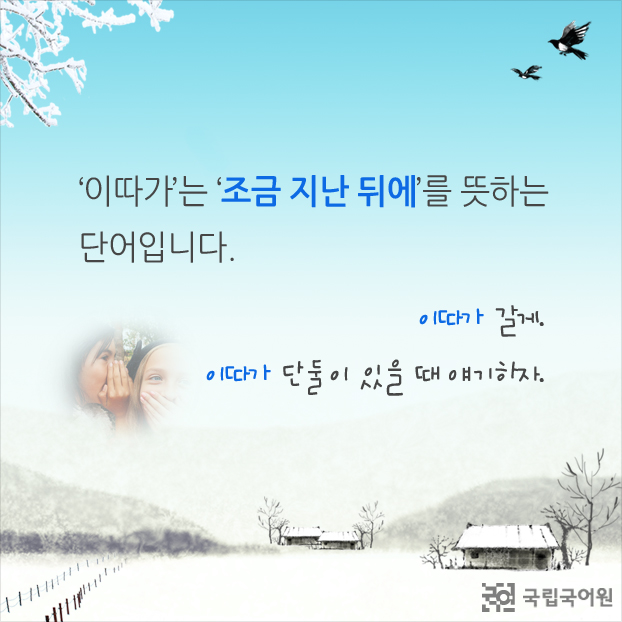 ‘이따가’는 ‘조금 지난 뒤에’를 뜻하는
단어입니다.
이따가 갈게.
이따가 단둘이 있을 때 얘기하자.
국립국어원